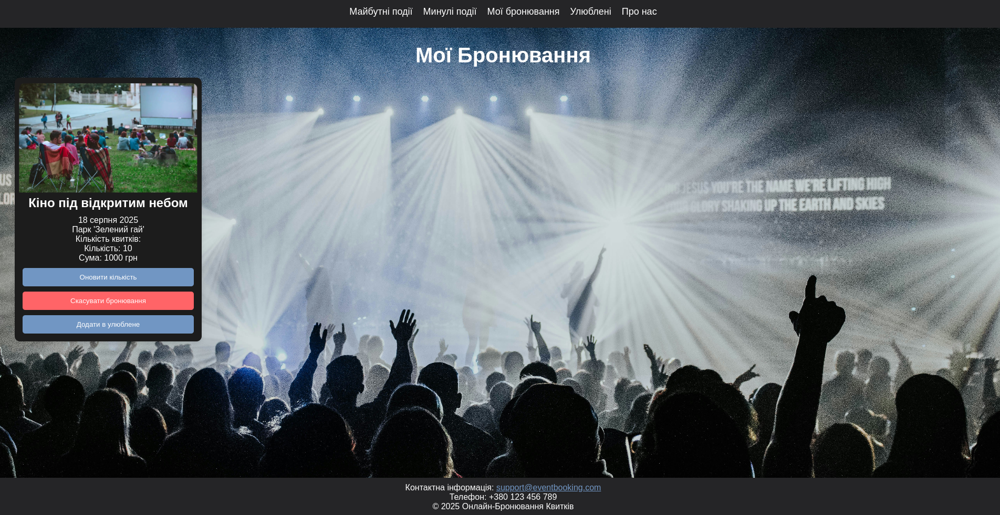 Майбутні події Минулі події Мої бронювання Улюблені Про нас
Мої Бронювання
Кіно під відкритим небом
18 серпня 2025
Парк 'Зелений гай'
Кількість квитків:
Кількість: 10
Сума: 1000 грн
Оновити кількість
Скасувати бронювання
Додати в улюблене
US
LOR
JESUS YOU'RE THE NAME WE'RE LIFTING HIGH
GLORY SHAKING UP THE EARTH AND SKIES
Контактна інформація: support@eventbooking.com
Телефон: +380 123 456 789
© 2025 Онлайн-Бронювання Квитків